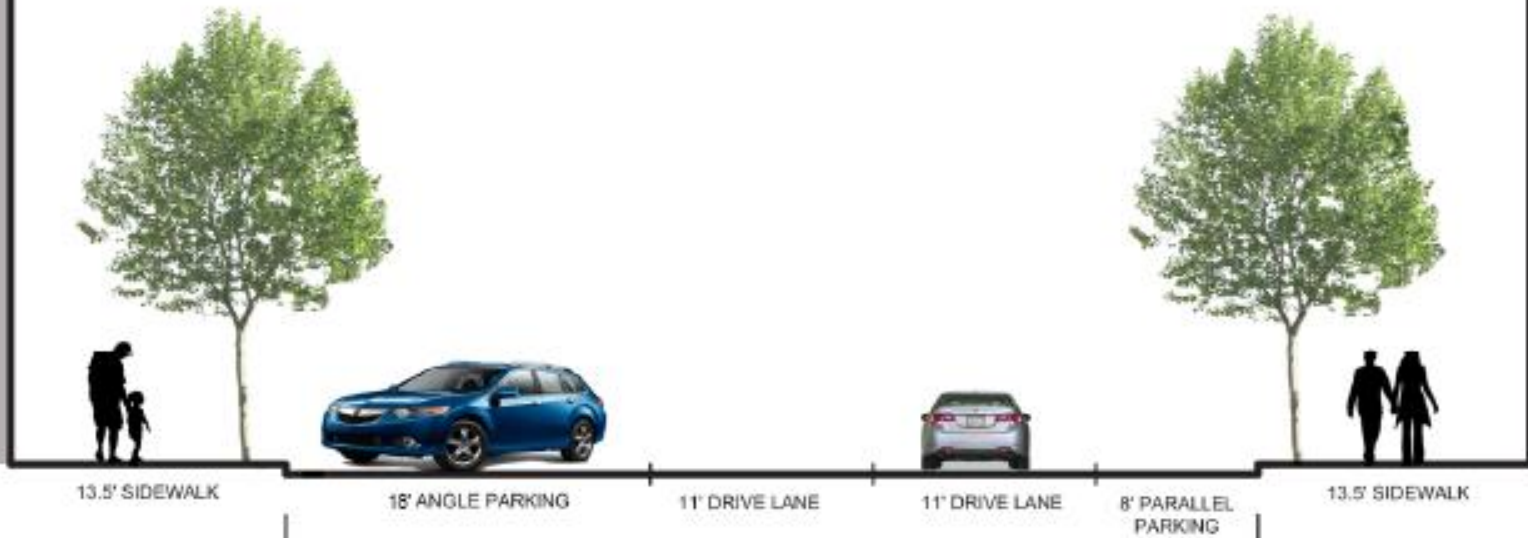 13.5' SIDEWALK
18' ANGLE PARKING
11' DRIVE LANE
11' DRIVE LANE
8' PARALLEL
PARKING
13.5' SIDEWALK